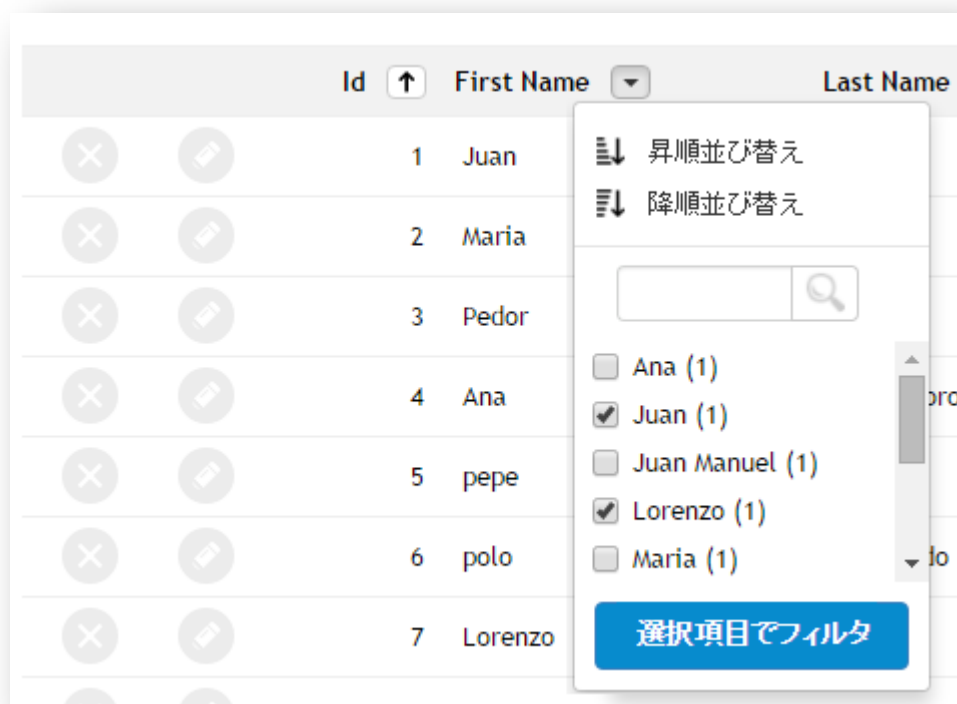 Id First Name Last Name
昇順並び替え
降順並び替え
1 Juan
2 Maria
3 Pedor
4 Ana
5 pepe
6 polo
7 Lorenzo
Ana (1)
Juan (1)
Juan Manuel (1)
Lorenzo (1)
Maria (1)
選択項目でフィルタ